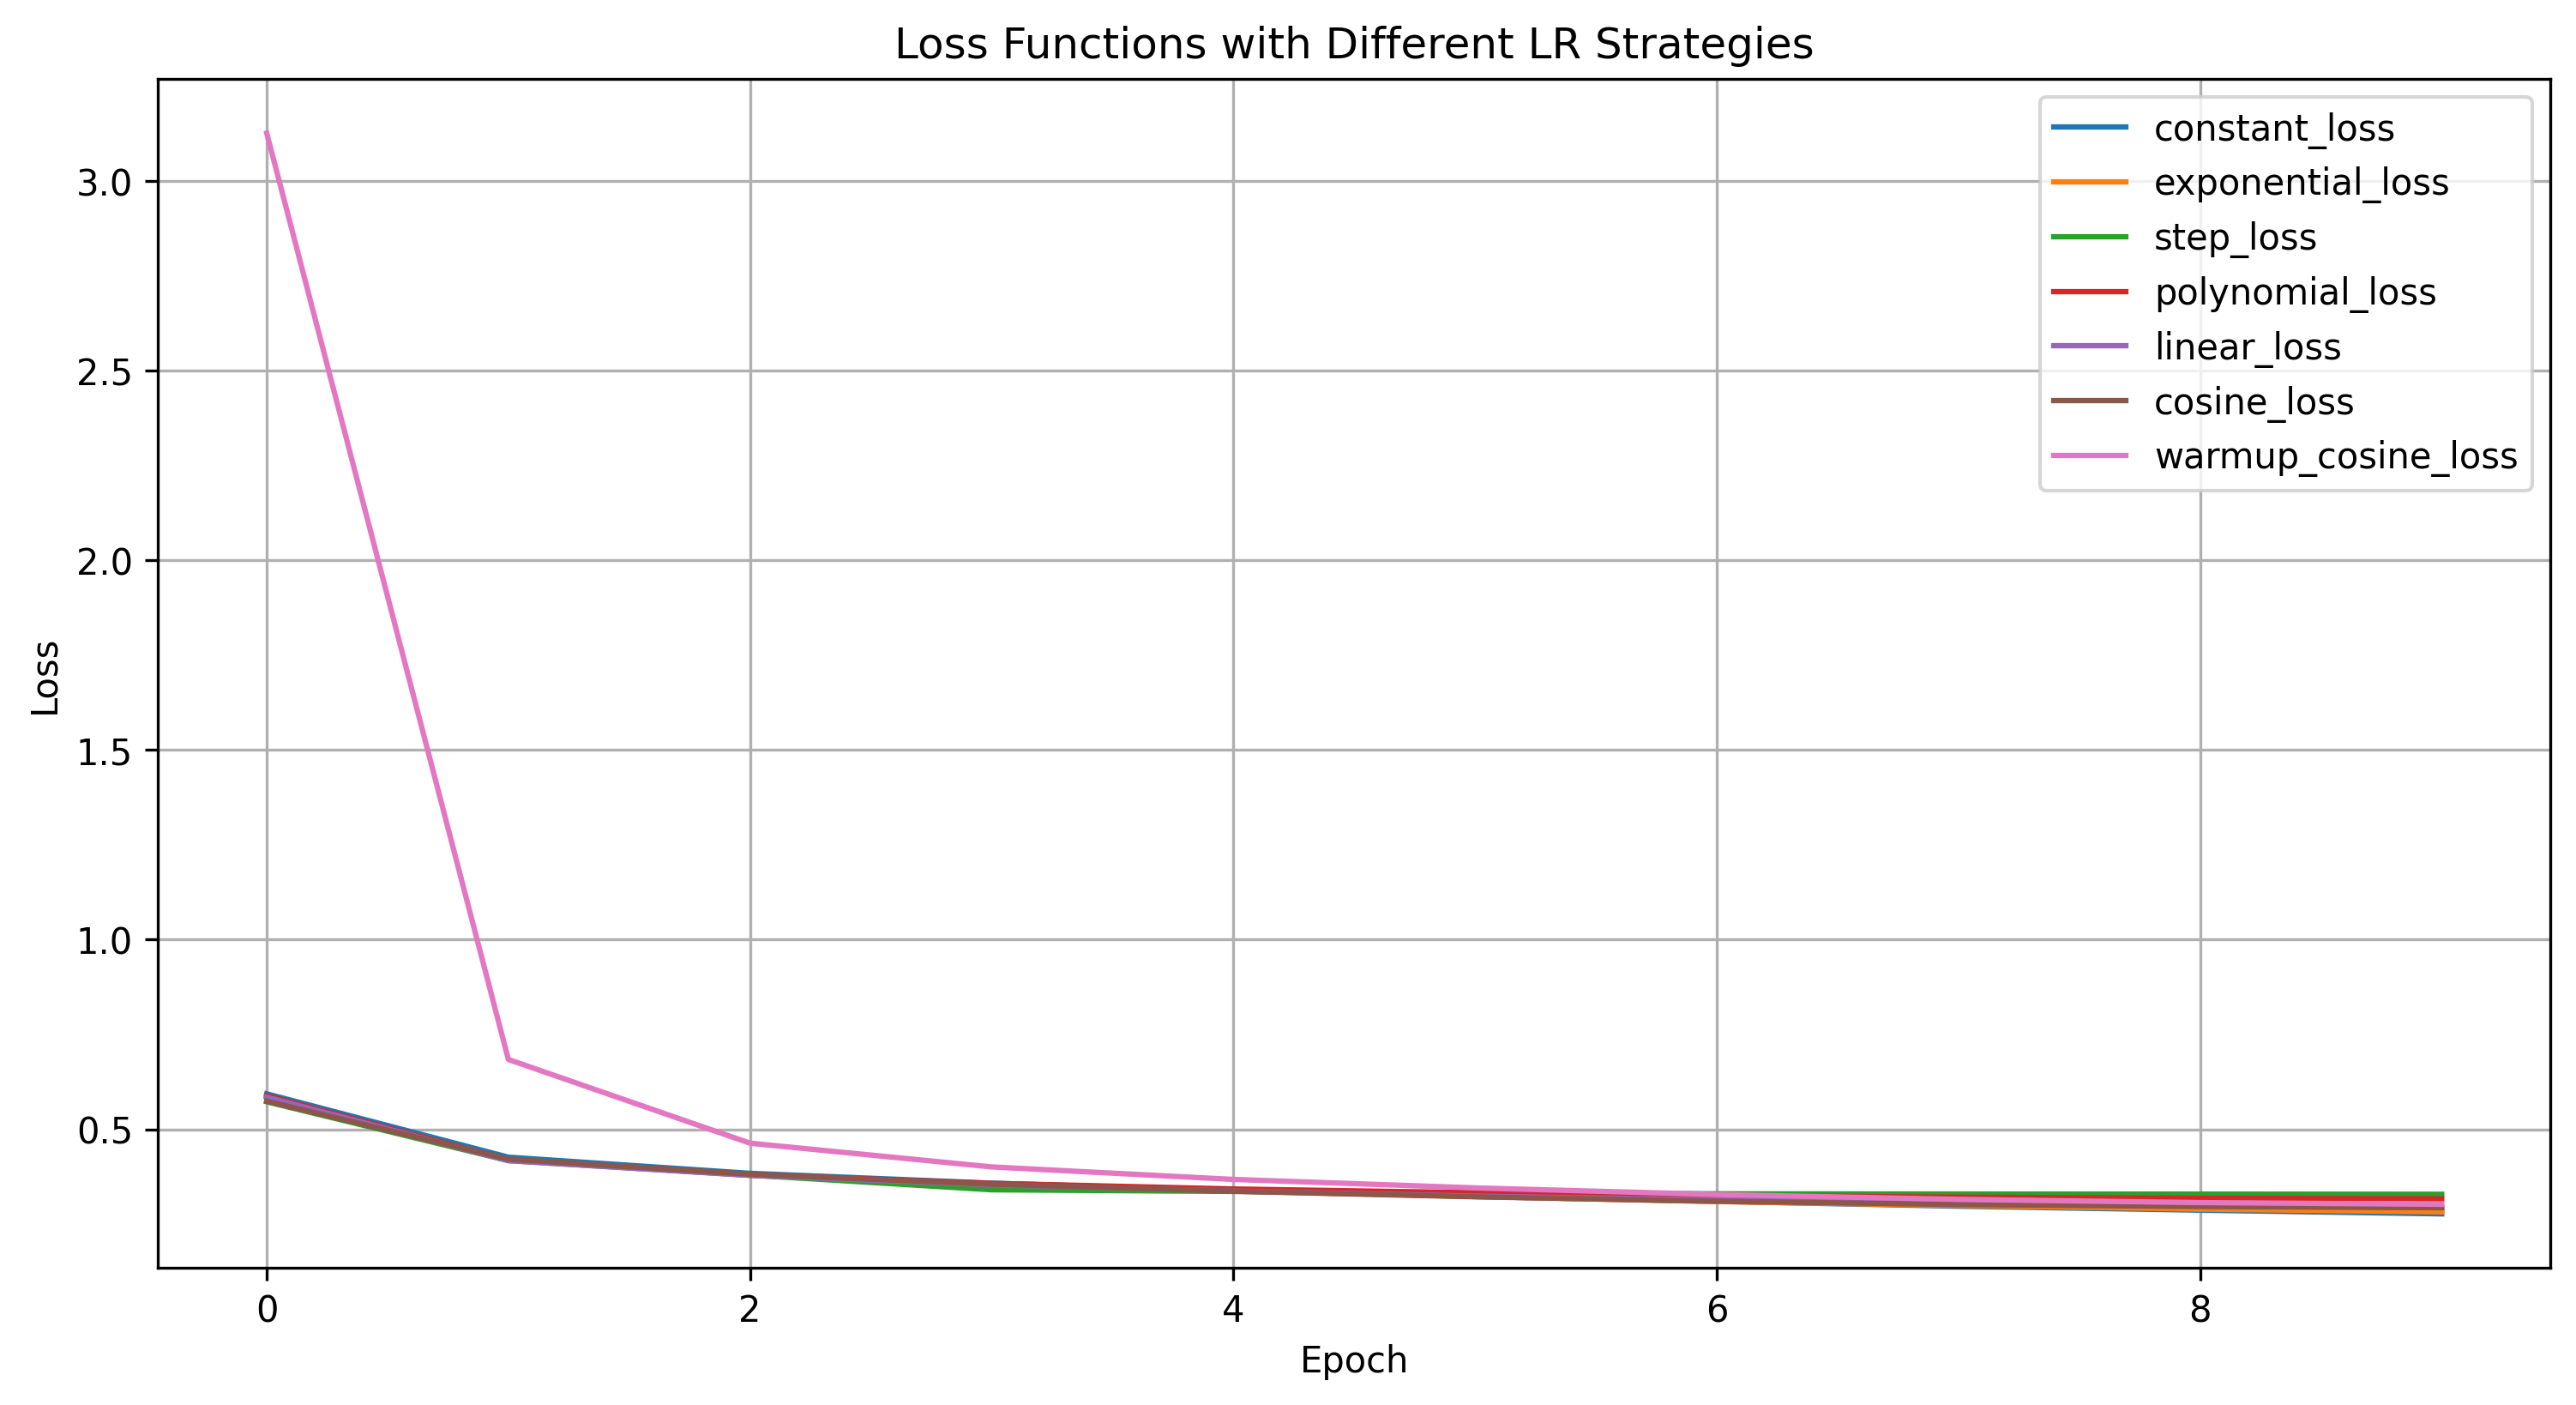 Loss Functions with Different LR Strategies
constant_loss
exponential_loss
step_loss
polynomial_loss
linear_loss
cosine_loss
warmup_cosine_loss
3.0
2.5
2.0
1.5
1.0
0.5
Loss
0 2 4 6 8
Epoch